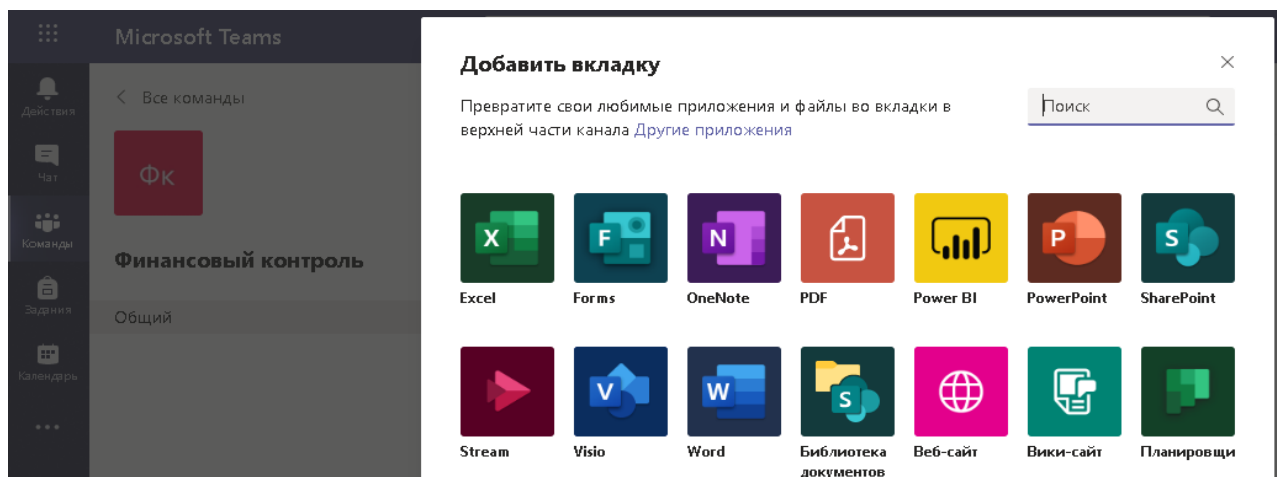 Microsoft Teams
Действия
Чат
Команды
Задания
Календарь
Все команды
Фк
Финансовый контроль
Общий
Добавить вкладку
Превратите свои любимые приложения и файлы во вкладки в
верхней части канала Другие приложения
Поиск
X
F
N
P
S
Excel
Forms
OneNote
PDF
Power BI
PowerPoint
SharePoint
V
W
S
Stream
Visio
Word
Библиотека
документов
Веб-сайт
Вики-сайт
Планировщи